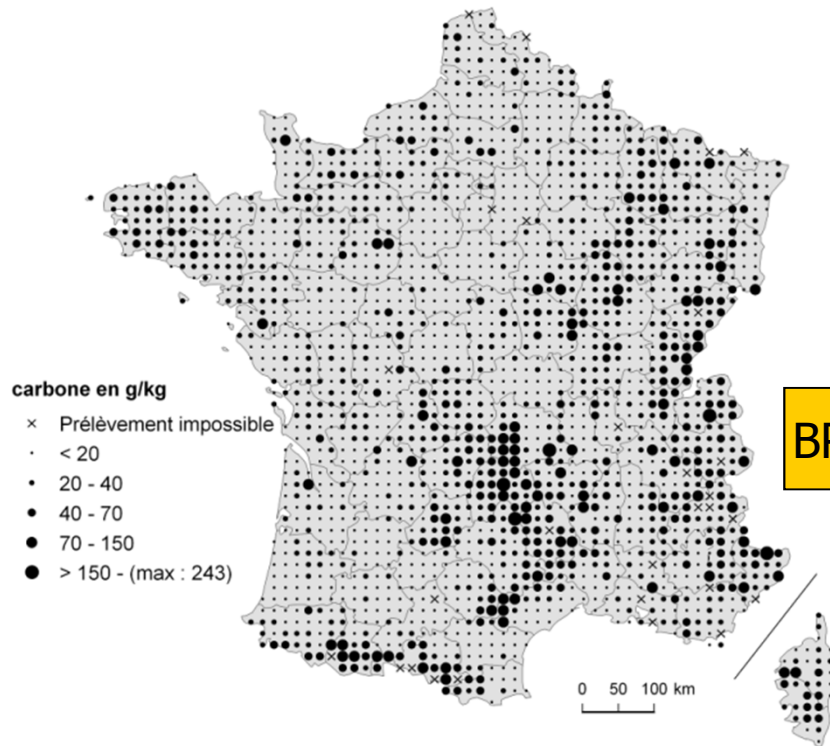 carbone en g/kg
× Prélèvement impossible
< 20
20 - 40
40 - 70
70 - 150
> 150 - (max : 243)
0 50 100 km